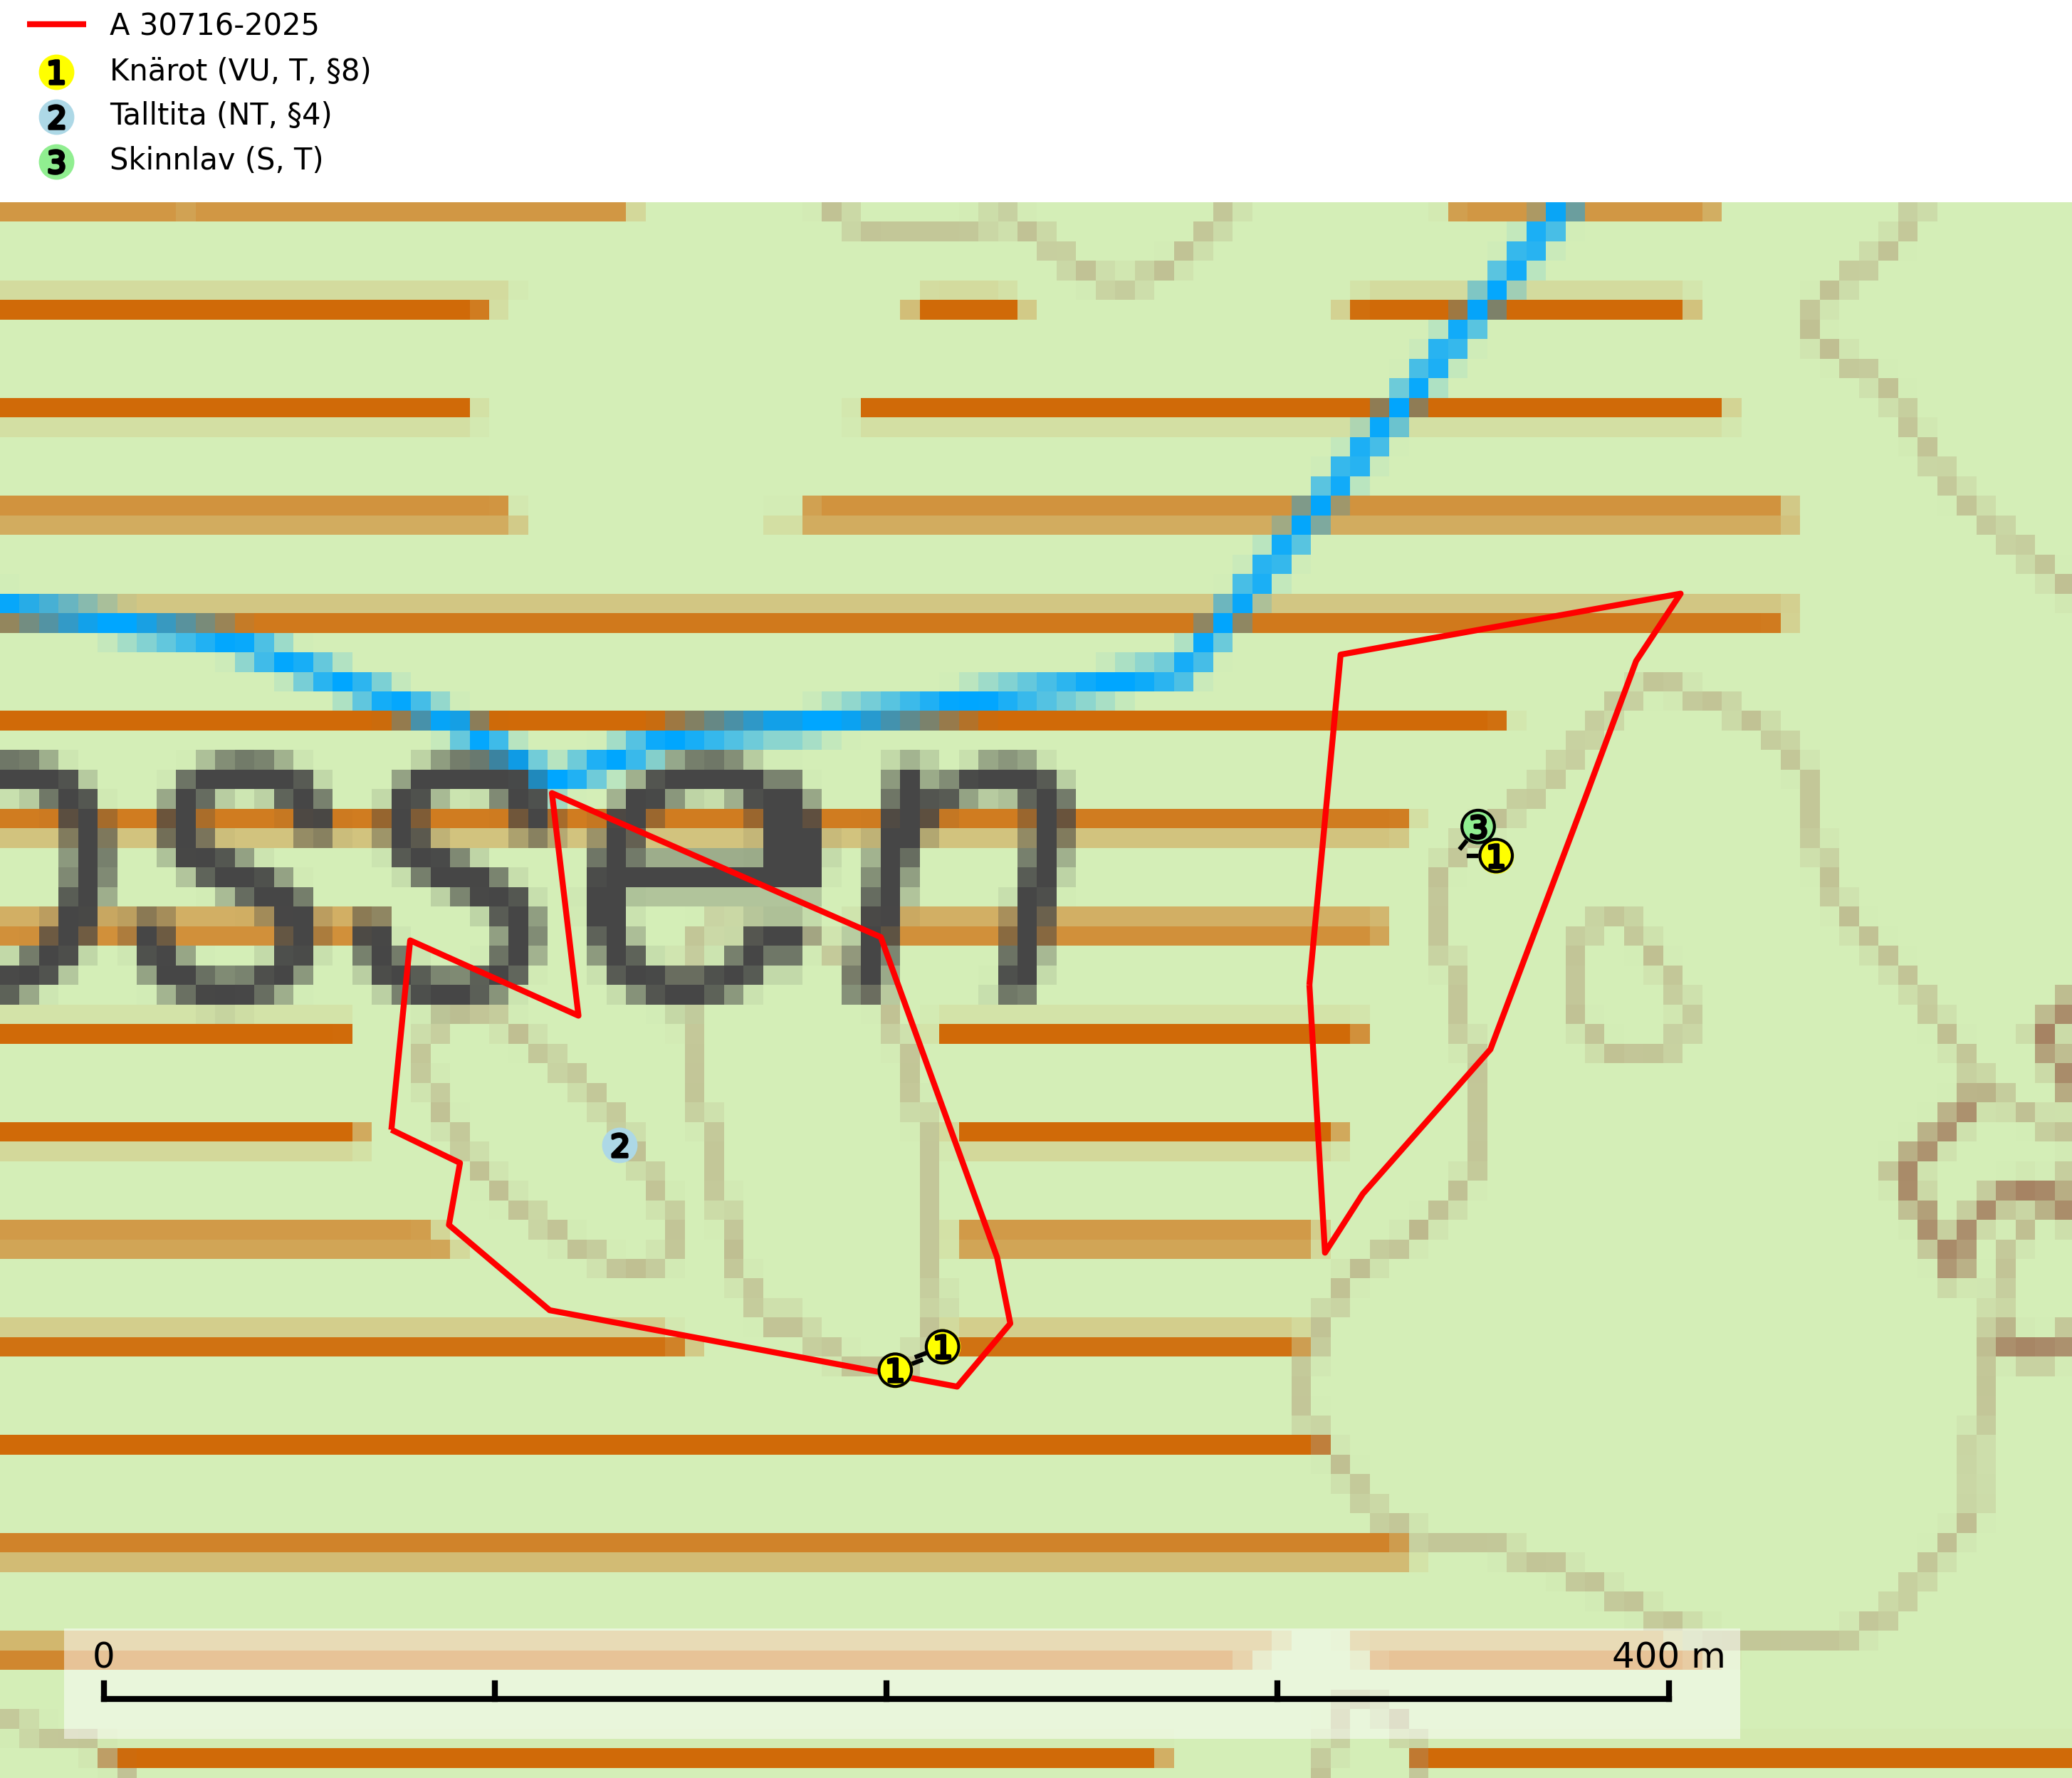 A 30716-2025
1 Knärot (VU, T, §8)
2 Talltita (NT, §4)
3 Skinnlav (S, T)
3
1
2
1
1
0 400 m